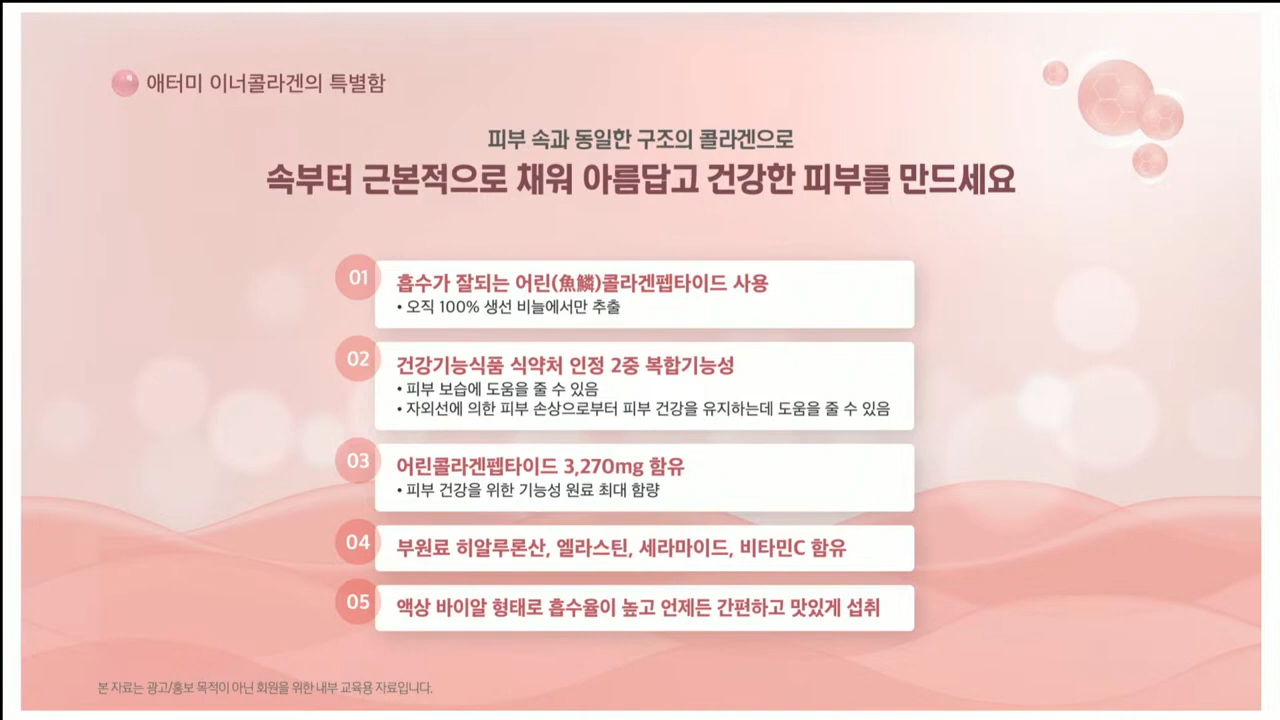 애터미 이너콜라겐의 특별함
피부 속과 동일한 구조의 콜라겐으로
속부터 근본적으로 채워 아름답고 건강한 피부를 만드세요
01
흡수가 잘되는 어린(魚鱗)콜라겐펩타이드 사용
• 오직 100% 생선 비늘에서만 추출
02
건강기능식품 식약처 인정 2중 복합기능성
• 피부 보습에 도움을 줄 수 있음
• 자외선에 의한 피부 손상으로부터 피부 건강을 유지하는데 도움을 줄 수 있음
03
어린콜라겐펩타이드 3,270mg 함유
• 피부 건강을 위한 기능성 원료 최대 함량
04
부원료 히알루론산, 엘라스틴, 세라마이드, 비타민C 함유
05
액상 바이알 형태로 흡수율이 높고 언제든 간편하고 맛있게 섭취
본 자료는 광고/홍보 목적이 아닌 회원을 위한 내부 교육용 자료입니다.